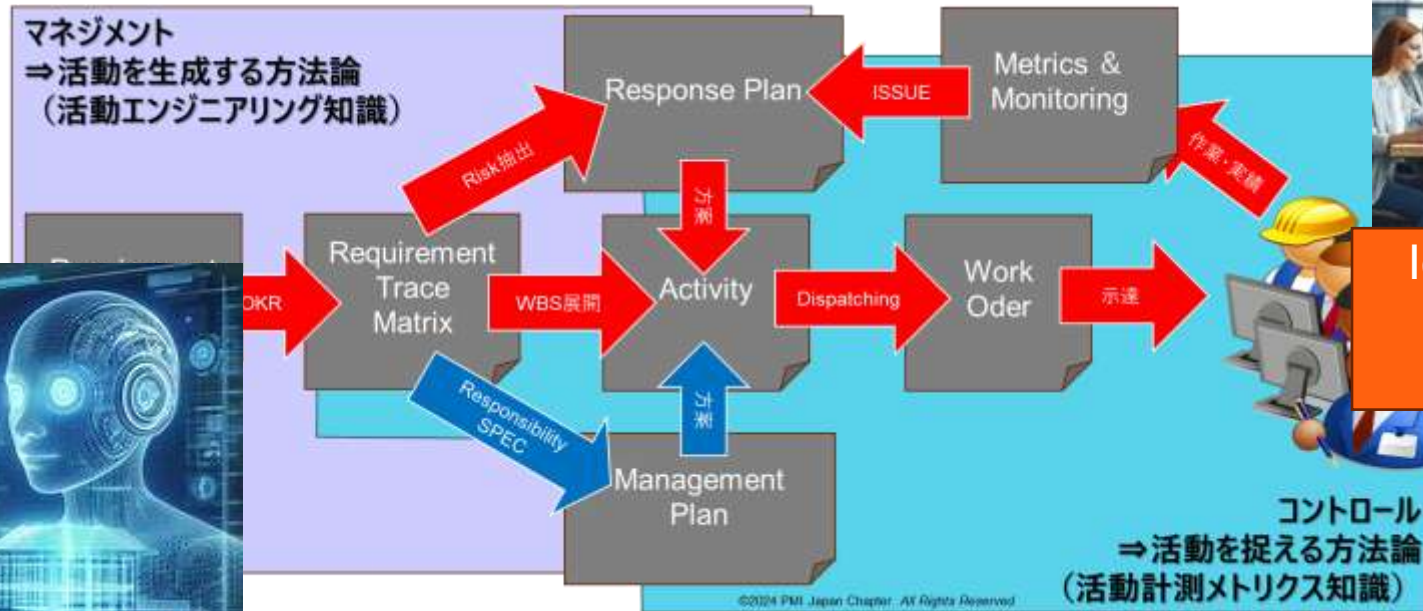 マネジメント
⇒活動を生成する方法論
（活動エンジニアリング知識）
Response Plan
ISSUE
Metrics &
Monitoring
Risk抽出
方案
作業・実績
Requirement
Trace
Matrix
WBS展開
Activity
Dispatching
Work
Oder
示達
Responsibility
SPEC
方案
Management
Plan
コントロール
⇒活動を捉える方法論
（活動計測メトリクス知識）
©2024 PMI Japan Chapter. All Rights Reserved